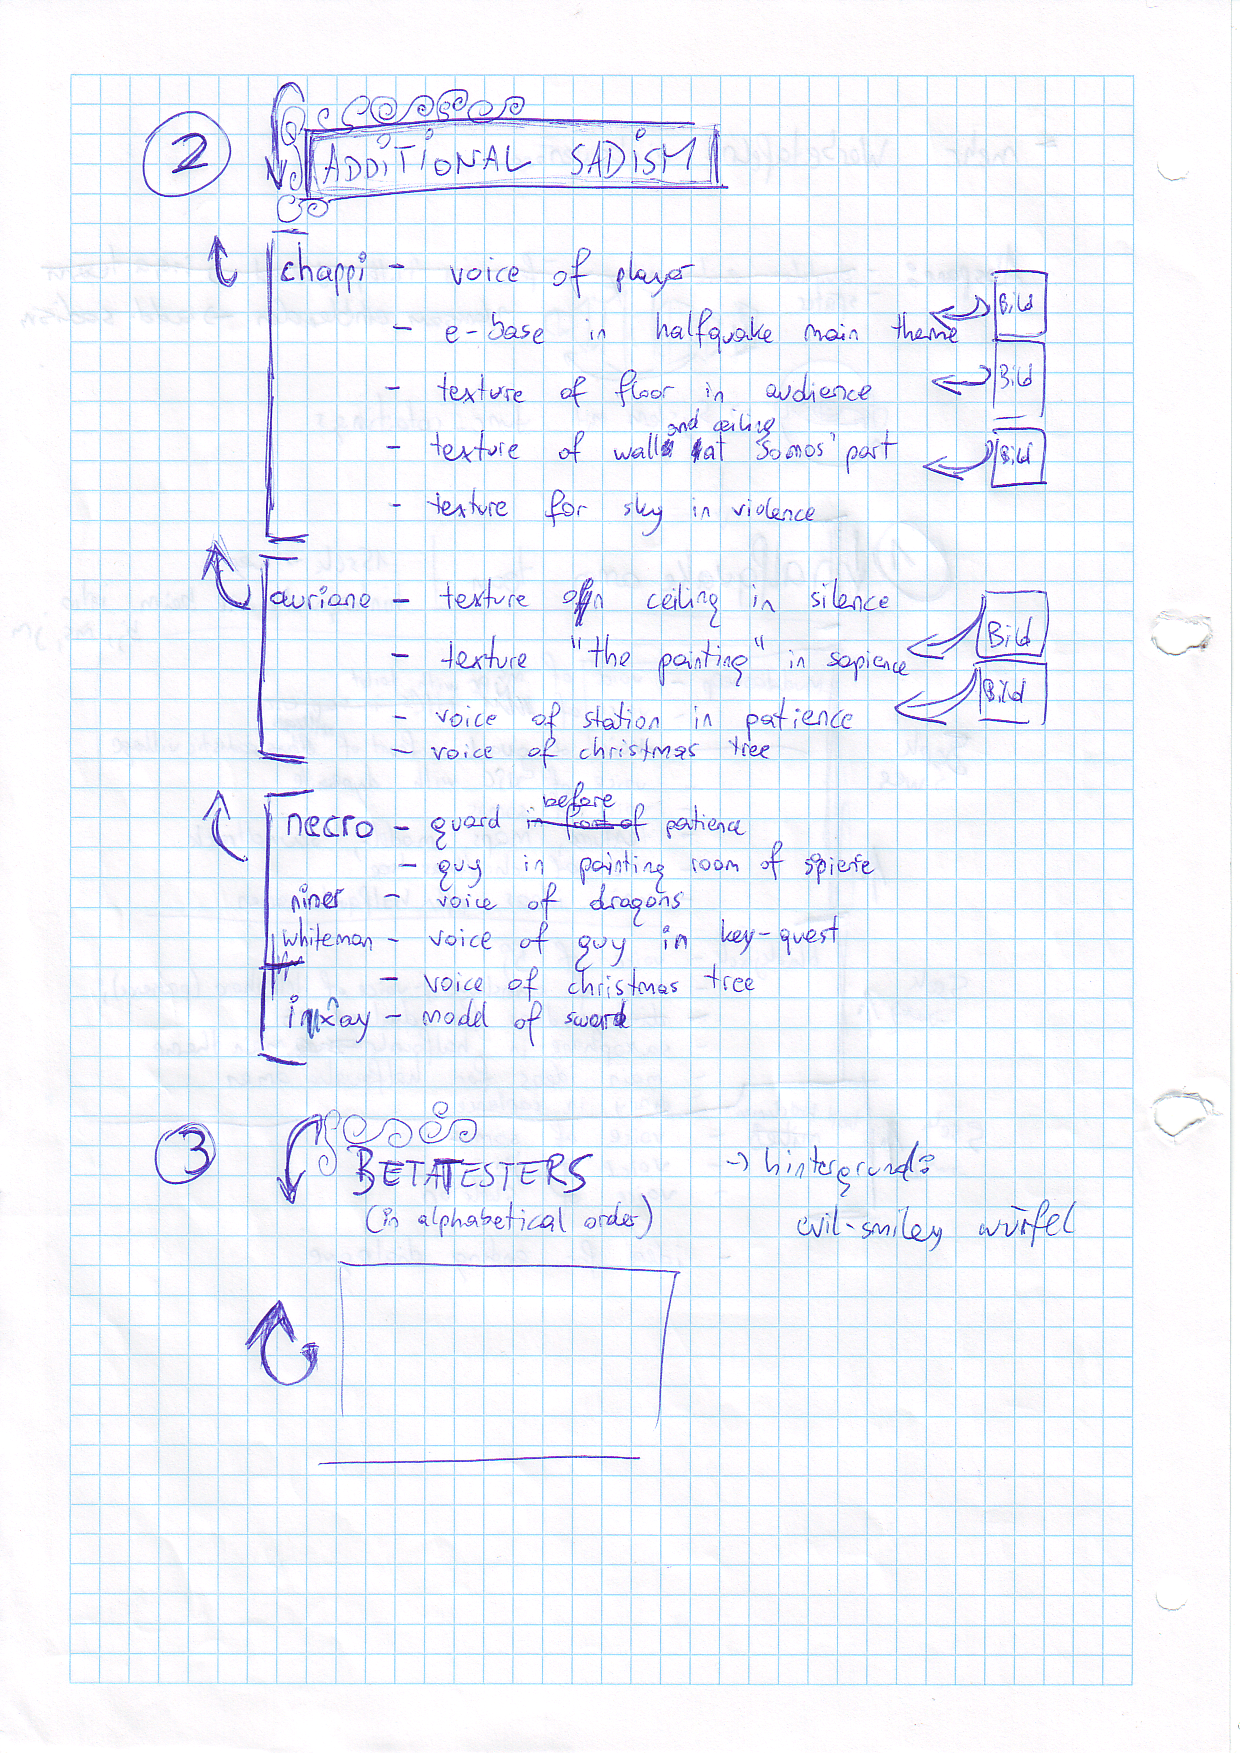 2
ADDITIONAL SADISM
chappi - voice of player
- e-base in halfquake main theme
Bild
- texture of floor in audience
Bild
and ceiling
- texture of wall at somos' part
Bild
- texture for sky in violence
auriane - texture on ceiling in silence
Bild
- texture "the painting" in sapience
Bild
- voice of station in patience
- voice of christmas tree
before
necro - guard in front of patience
- guy in painting room of
niner - voice of dragons
whiteman - voice of guy in key-quest
- voice of christmas tree
- model of sword
3
BETATESTERS
(in alphabetical order)
→ hintergrund:
evil-smiley würfel